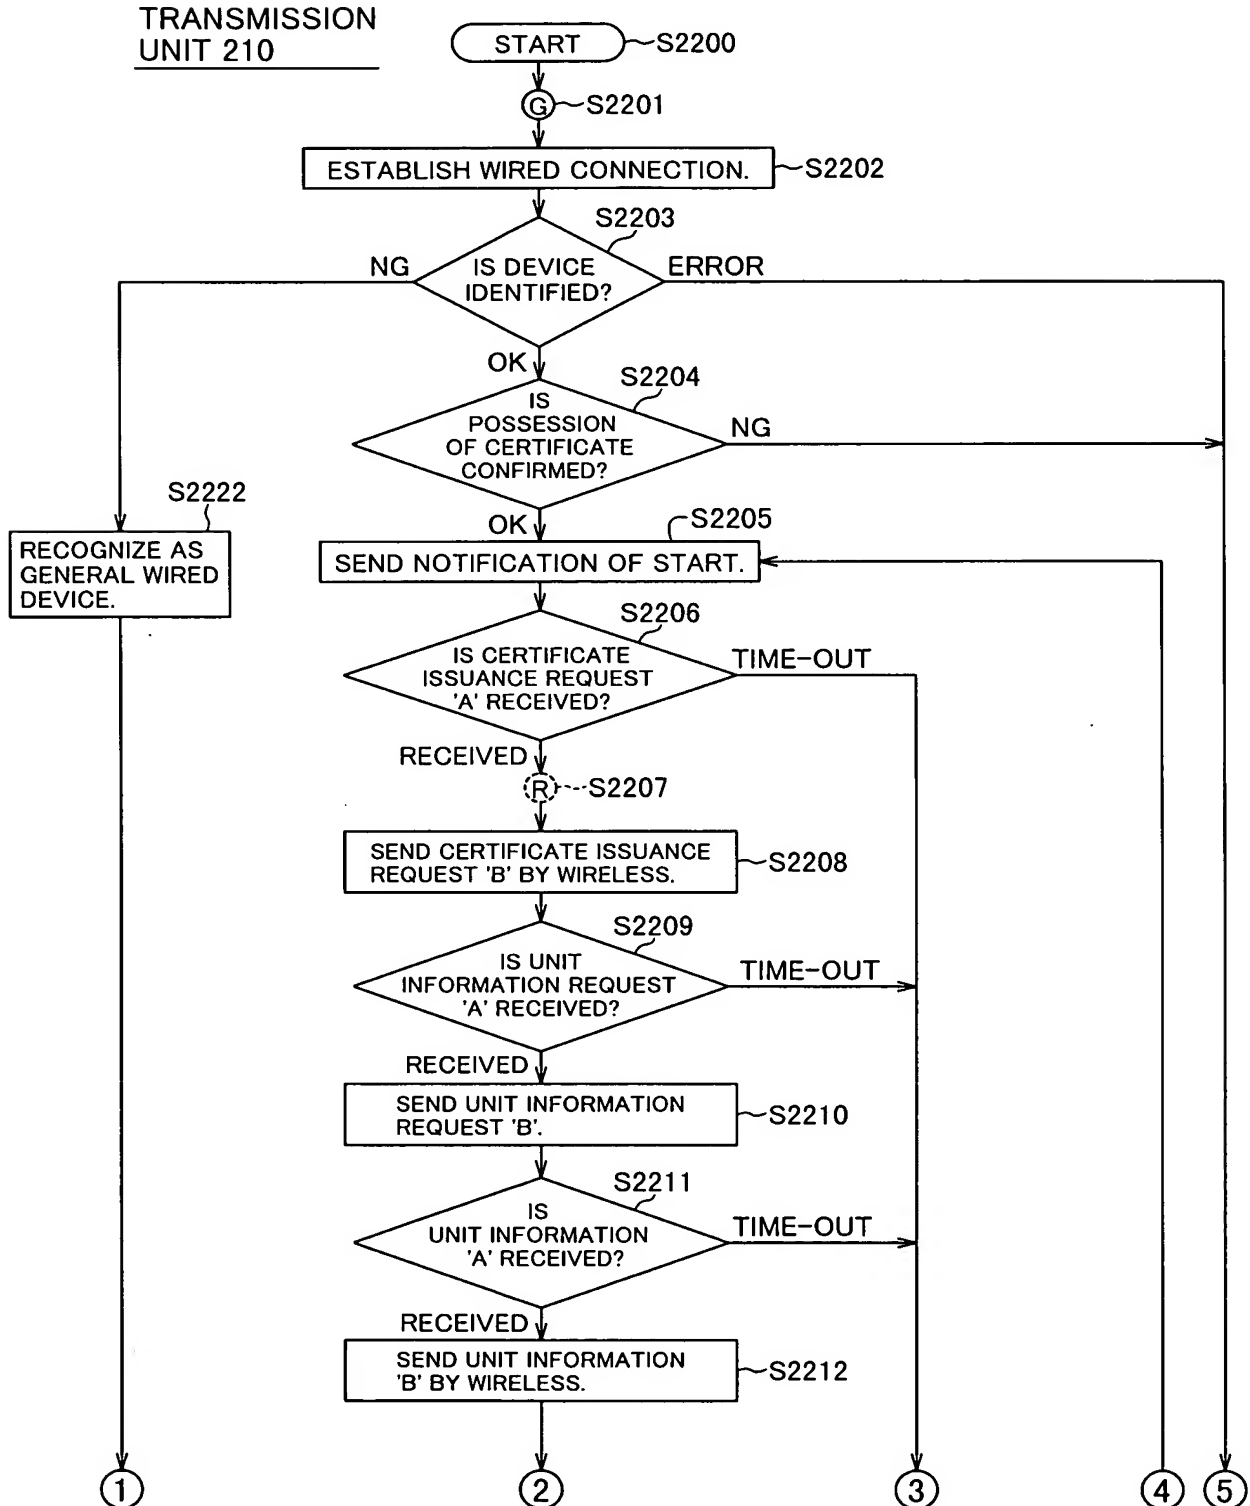 TRANSMISSION
UNIT 210
START
S2200
G
S2201
ESTABLISH WIRED CONNECTION.
S2202
S2203
NG
IS DEVICE
IDENTIFIED?
ERROR
OK
S2204
IS
POSSESSION
OF CERTIFICATE
CONFIRMED?
NG
S2222
RECOGNIZE AS
GENERAL WIRED
DEVICE.
OK
S2205
SEND NOTIFICATION OF START.
S2206
IS CERTIFICATE
ISSUANCE REQUEST
'A' RECEIVED?
TIME-OUT
RECEIVED
R
S2207
SEND CERTIFICATE ISSUANCE
REQUEST 'B' BY WIRELESS.
S2208
S2209
IS UNIT
INFORMATION REQUEST
'A' RECEIVED?
TIME-OUT
RECEIVED
SEND UNIT INFORMATION
REQUEST 'B'.
S2210
S2211
IS
UNIT INFORMATION
'A' RECEIVED?
TIME-OUT
RECEIVED
SEND UNIT INFORMATION
'B' BY WIRELESS.
S2212
1
2
3
4
5